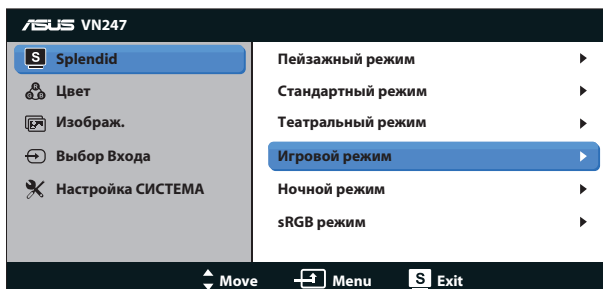 ASUS VN247
S Splendid
Цвет
Изображ.
Выбор Входа
Настройка СИСТЕМА
Пейзажный режим
Стандартный режим
Театральный режим
Игровой режим
Ночной режим
sRGB режим
Move Menu S Exit